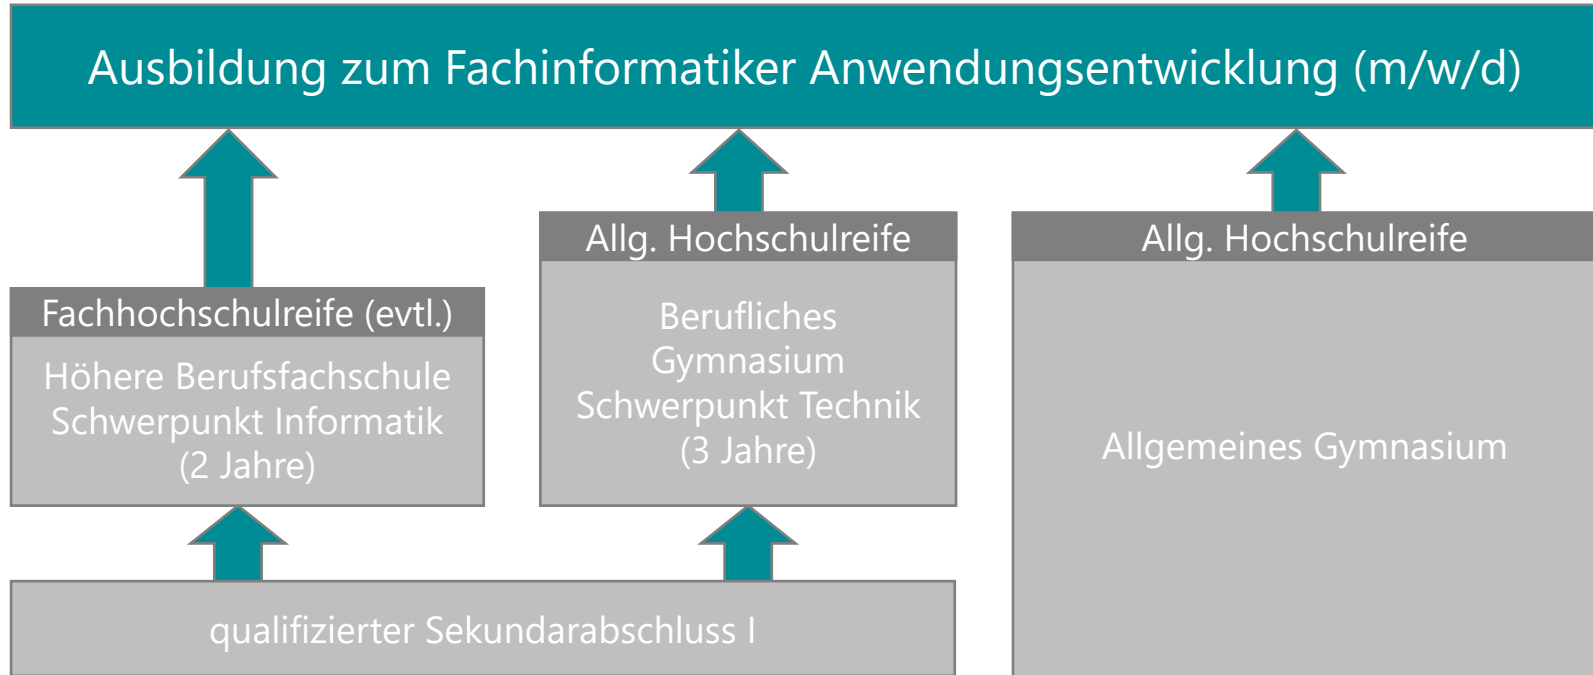 Ausbildung zum Fachinformatiker Anwendungsentwicklung (m/w/d)
Fachhochschulreife (evtl.)
Höhere Berufsfachschule
Schwerpunkt Informatik
(2 Jahre)
Allg. Hochschulreife
Berufliches
Gymnasium
Schwerpunkt Technik
(3 Jahre)
Allg. Hochschulreife
Allgemeines Gymnasium
qualifizierter Sekundarabschluss I